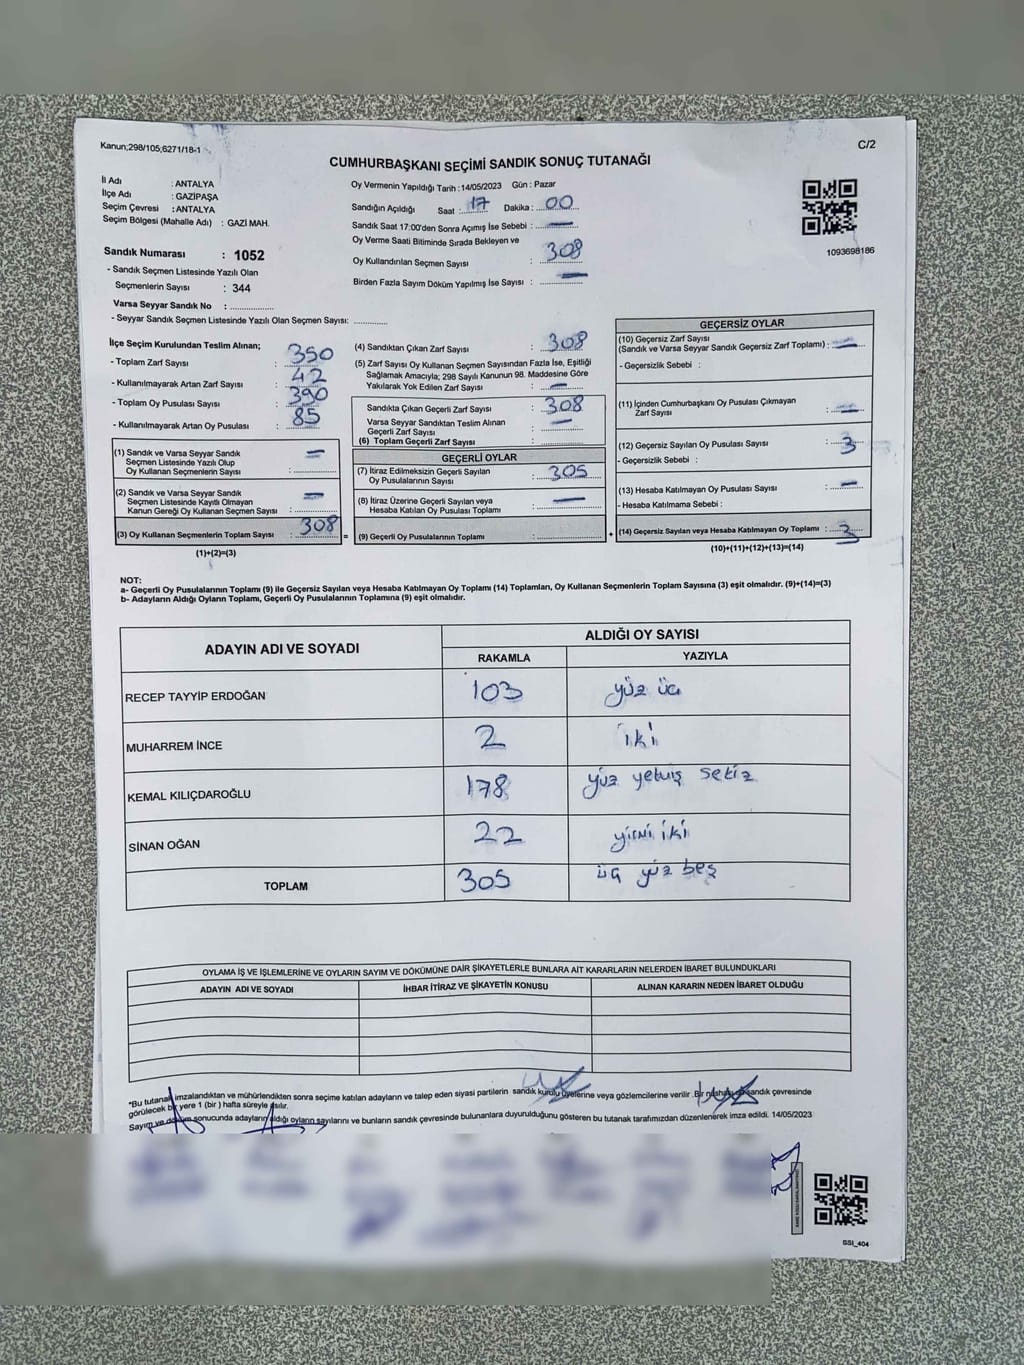 Kanun;298/105;6271/18-1
C/2
CUMHURBAŞKANI SEÇİMİ SANDIK SONUÇ TUTANAĞI
İl Adı : ANTALYA
İlçe Adı : GAZİPAŞA
Seçim Çevresi : ANTALYA
Seçim Bölgesi (Mahalle Adı) : GAZİ MAH.
Sandık Numarası : 1052
- Sandık Seçmen Listesinde Yazılı Olan
Seçmenlerin Sayısı : 344
Varsa Seyyar Sandık No : ..............
- Seyyar Sandık Seçmen Listesinde Yazılı Olan Seçmen Sayısı: ............
Oy Vermenin Yapıldığı Tarih : 14/05/2023 Gün : Pazar
Sandığın Açıldığı Saat : 17 Dakika : 00
Sandık Saat 17.00'den Sonra Açımış İse Sebebi : —
Oy Verme Saati Bitiminde Sırada Bekleyen ve
Oy Kullandırılan Seçmen Sayısı : 308
Birden Fazla Sayım Döküm Yapılmış İse Sayısı : —
1093698186
İlçe Seçim Kurulundan Teslim Alınan;
- Toplam Zarf Sayısı : 350
- Kullanılmayarak Artan Zarf Sayısı : 42
- Toplam Oy Pusulası Sayısı : 390
- Kullanılmayarak Artan Oy Pusulası : 85
(1) Sandık ve Varsa Seyyar Sandık
Seçmen Listesinde Yazılı Olup
Oy Kullanan Seçmenlerin Sayısı : —
(2) Sandık ve Varsa Seyyar Sandık
Seçmen Listesinde Kayıtlı Olmayan
Kanun Gereği Oy Kullanan Seçmen Sayısı : —
(3) Oy Kullanan Seçmenlerin Toplam Sayısı : 308 =
(1)+(2)=(3)
(4) Sandıktan Çıkan Zarf Sayısı : 308
(5) Zarf Sayısı Oy Kullanan Seçmen Sayısından Fazla İse, Eşitliği
Sağlamak Amacıyla; 298 Sayılı Kanunun 98. Maddesine Göre
Yakılarak Yok Edilen Zarf Sayısı : —
Sandıkta Çıkan Geçerli Zarf Sayısı : 308
Varsa Seyyar Sandıktan Teslim Alınan
Geçerli Zarf Sayısı : —
(6) Toplam Geçerli Zarf Sayısı :
GEÇERLİ OYLAR
(7) İtiraz Edilmeksizin Geçerli Sayılan
Oy Pusulalarının Sayısı : 305
(8) İtiraz Üzerine Geçerli Sayılan veya
Hesaba Katılan Oy Pusulası Toplamı : —
(9) Geçerli Oy Pusulalarının Toplamı : +
GEÇERSİZ OYLAR
(10) Geçersiz Zarf Sayısı
(Sandık ve Varsa Seyyar Sandık Geçersiz Zarf Toplamı) : —
- Geçersizlik Sebebi :
(11) İçinden Cumhurbaşkanı Oy Pusulası Çıkmayan
Zarf Sayısı : —
(12) Geçersiz Sayılan Oy Pusulası Sayısı : 3
- Geçersizlik Sebebi :
(13) Hesaba Katılmayan Oy Pusulası Sayısı : —
- Hesaba Katılmama Sebebi :
(14) Geçersiz Sayılan veya Hesaba Katılmayan Oy Toplamı : 3
(10)+(11)+(12)+(13)=(14)
NOT:
a- Geçerli Oy Pusulalarının Toplamı (9) ile Geçersiz Sayılan veya Hesaba Katılmayan Oy Toplamı (14) Toplamları, Oy Kullanan Seçmenlerin Toplam Sayısına (3) eşit olmalıdır. (9)+(14)=(3)
b- Adayların Aldığı Oyların Toplamı, Geçerli Oy Pusulalarının Toplamına (9) eşit olmalıdır.
ADAYIN ADI VE SOYADI
ALDIĞI OY SAYISI
RAKAMLA YAZIYLA
RECEP TAYYİP ERDOĞAN 103 yüz üç
MUHARREM İNCE 2 iki
KEMAL KILIÇDAROĞLU 178 yüz yetmiş sekiz
SİNAN OĞAN 22 yirmi iki
TOPLAM 305 üç yüz beş
OYLAMA İŞ VE İŞLEMLERİNE VE OYLARIN SAYIM VE DÖKÜMÜNE DAİR ŞİKAYETLERLE BUNLARA AİT KARARLARIN NELERDEN İBARET BULUNDUKLARI
ADAYIN ADI VE SOYADI İHBAR İTİRAZ VE ŞİKAYETİN KONUSU ALINAN KARARIN NEDEN İBARET OLDUĞU
*Bu tutanak imzalandıktan ve mühürlendikten sonra seçime katılan adayların ve talep eden siyasi partilerin sandık kurulu üyelerine veya gözlemcilerine verilir. Bir nüshası da sandık çevresinde
görülecek bir yere 1 (bir) hafta süreyle asılır.
Sayım ve döküm sonucunda adayların aldığı oyların sayılarını ve bunların sandık çevresinde bulunanlara duyurulduğunu gösteren bu tutanak tarafımızdan düzenlenerek imza edildi. 14/05/2023
SSI_404